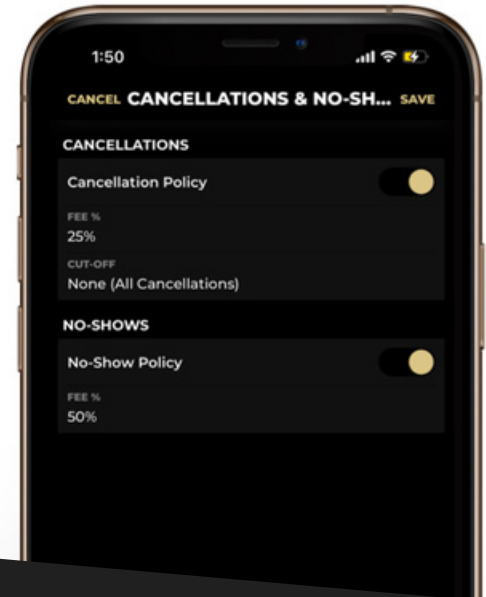 1:50
CANCEL CANCELLATIONS & NO-SH... SAVE
CANCELLATIONS
Cancellation Policy
FEE %
25%
CUT-OFF
None (All Cancellations)
NO-SHOWS
No-Show Policy
FEE %
50%